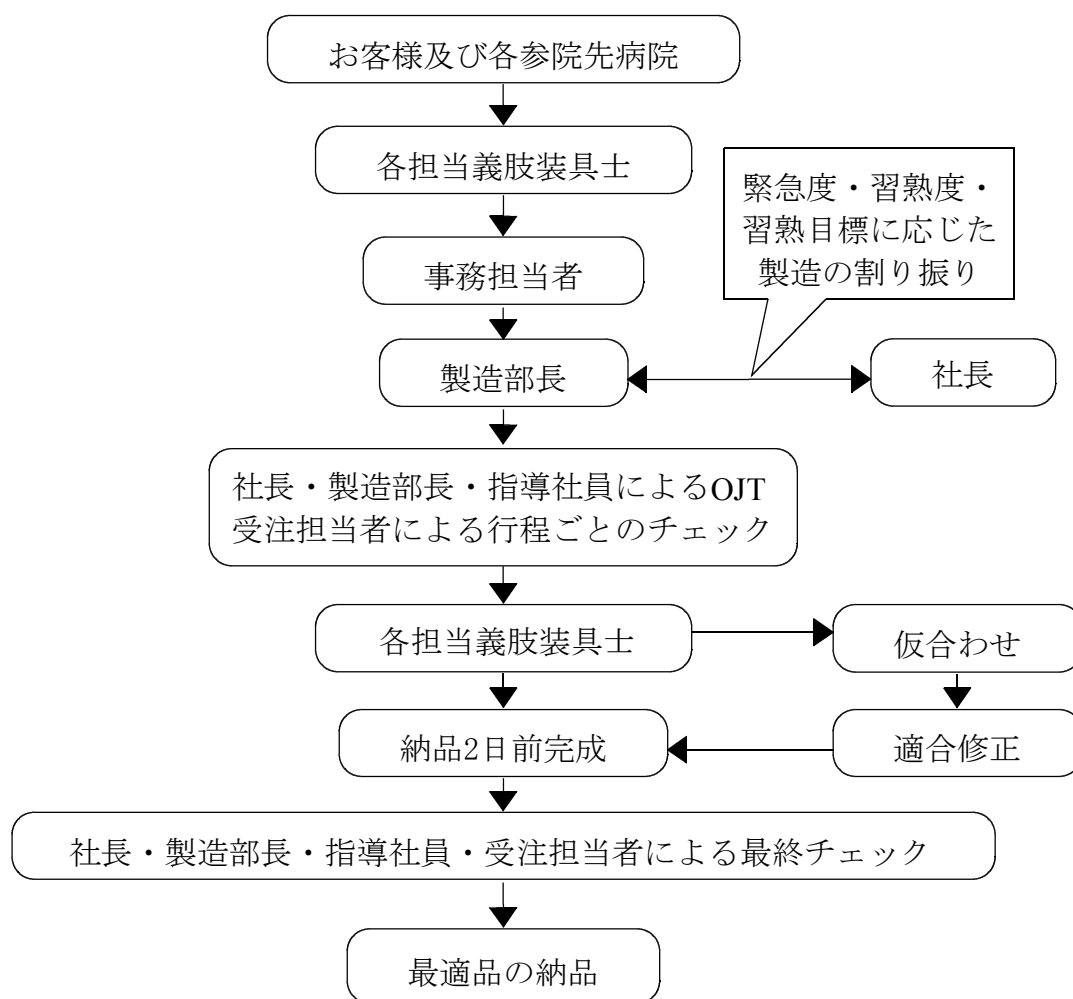 お客様及び各参院先病院
各担当義肢装具士
緊急度・習熟度・
習熟目標に応じた
製造の割り振り
事務担当者
製造部長
社長
社長・製造部長・指導社員によるOJT
受注担当者による行程ごとのチェック
各担当義肢装具士
仮合わせ
納品2日前完成
適合修正
社長・製造部長・指導社員・受注担当者による最終チェック
最適品の納品